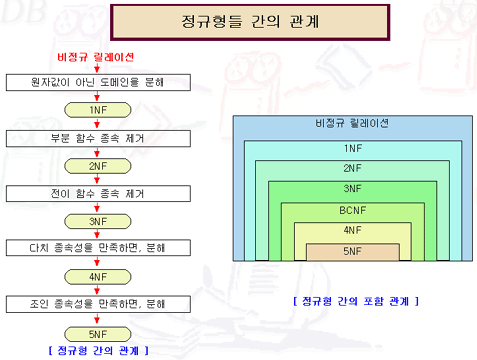 DB
정규형들 간의 관계
비정규 릴레이션
원자값이 아닌 도메인을 분해
1NF
부분 함수 종속 제거
2NF
전이 함수 종속 제거
3NF
다치 종속성을 만족하면, 분해
4NF
조인 종속성을 만족하면, 분해
5NF
[ 정규형 간의 관계 ]
비정규 릴레이션
1NF
2NF
3NF
BCNF
4NF
5NF
[ 정규형 간의 포함 관계 ]